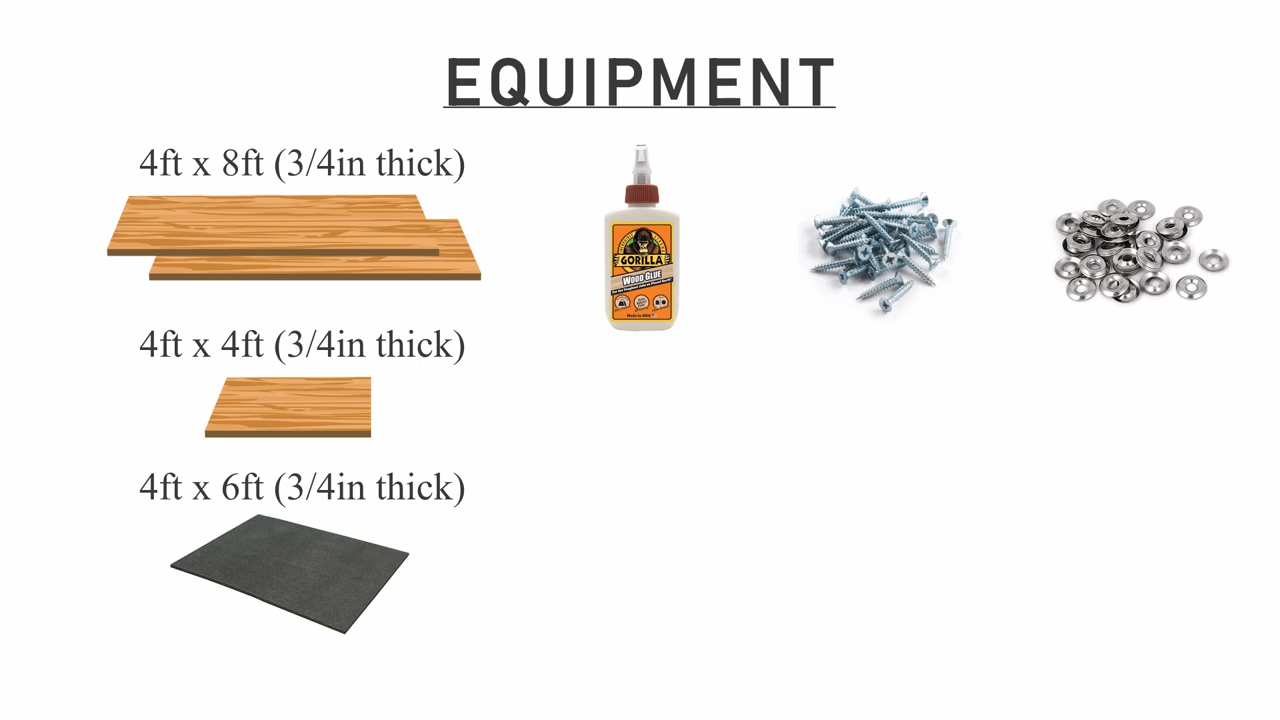 EQUIPMENT
4ft x 8ft (3/4in thick)
4ft x 4ft (3/4in thick)
4ft x 6ft (3/4in thick)
GORILLA
WOOD GLUE